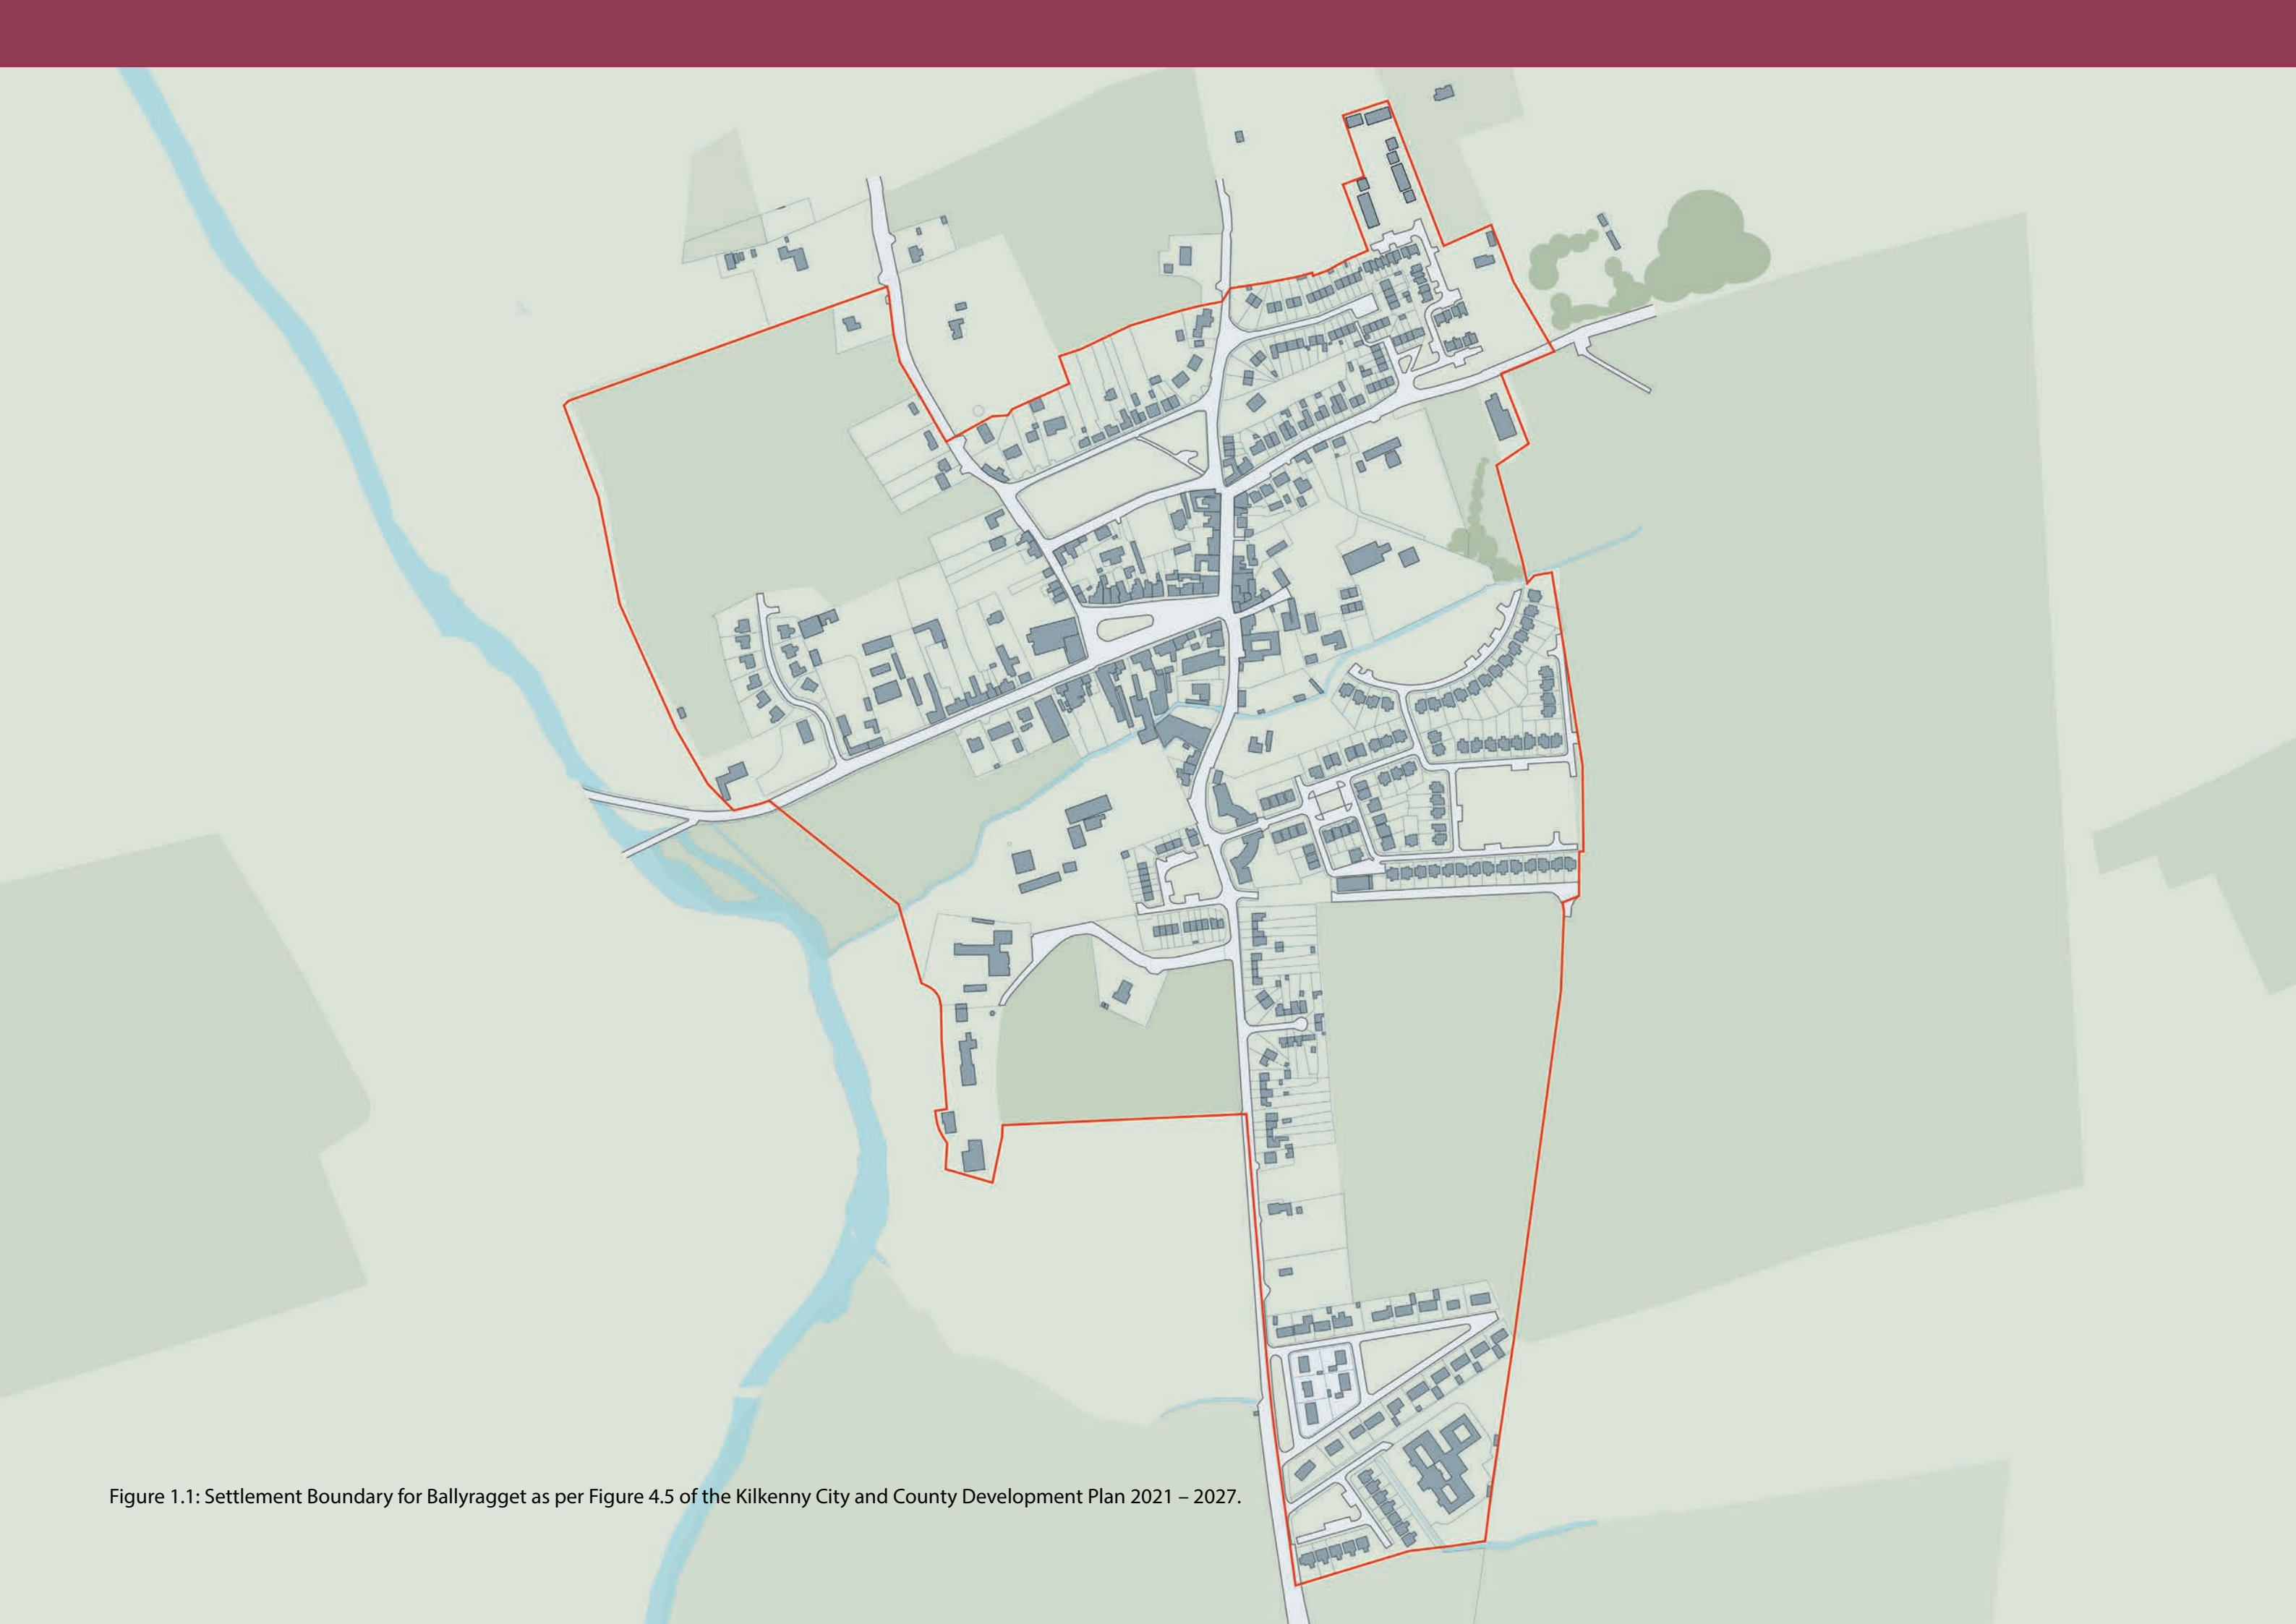 Figure 1.1: Settlement Boundary for Ballyragget as per Figure 4.5 of the Kilkenny City and County Development Plan 2021 – 2027.